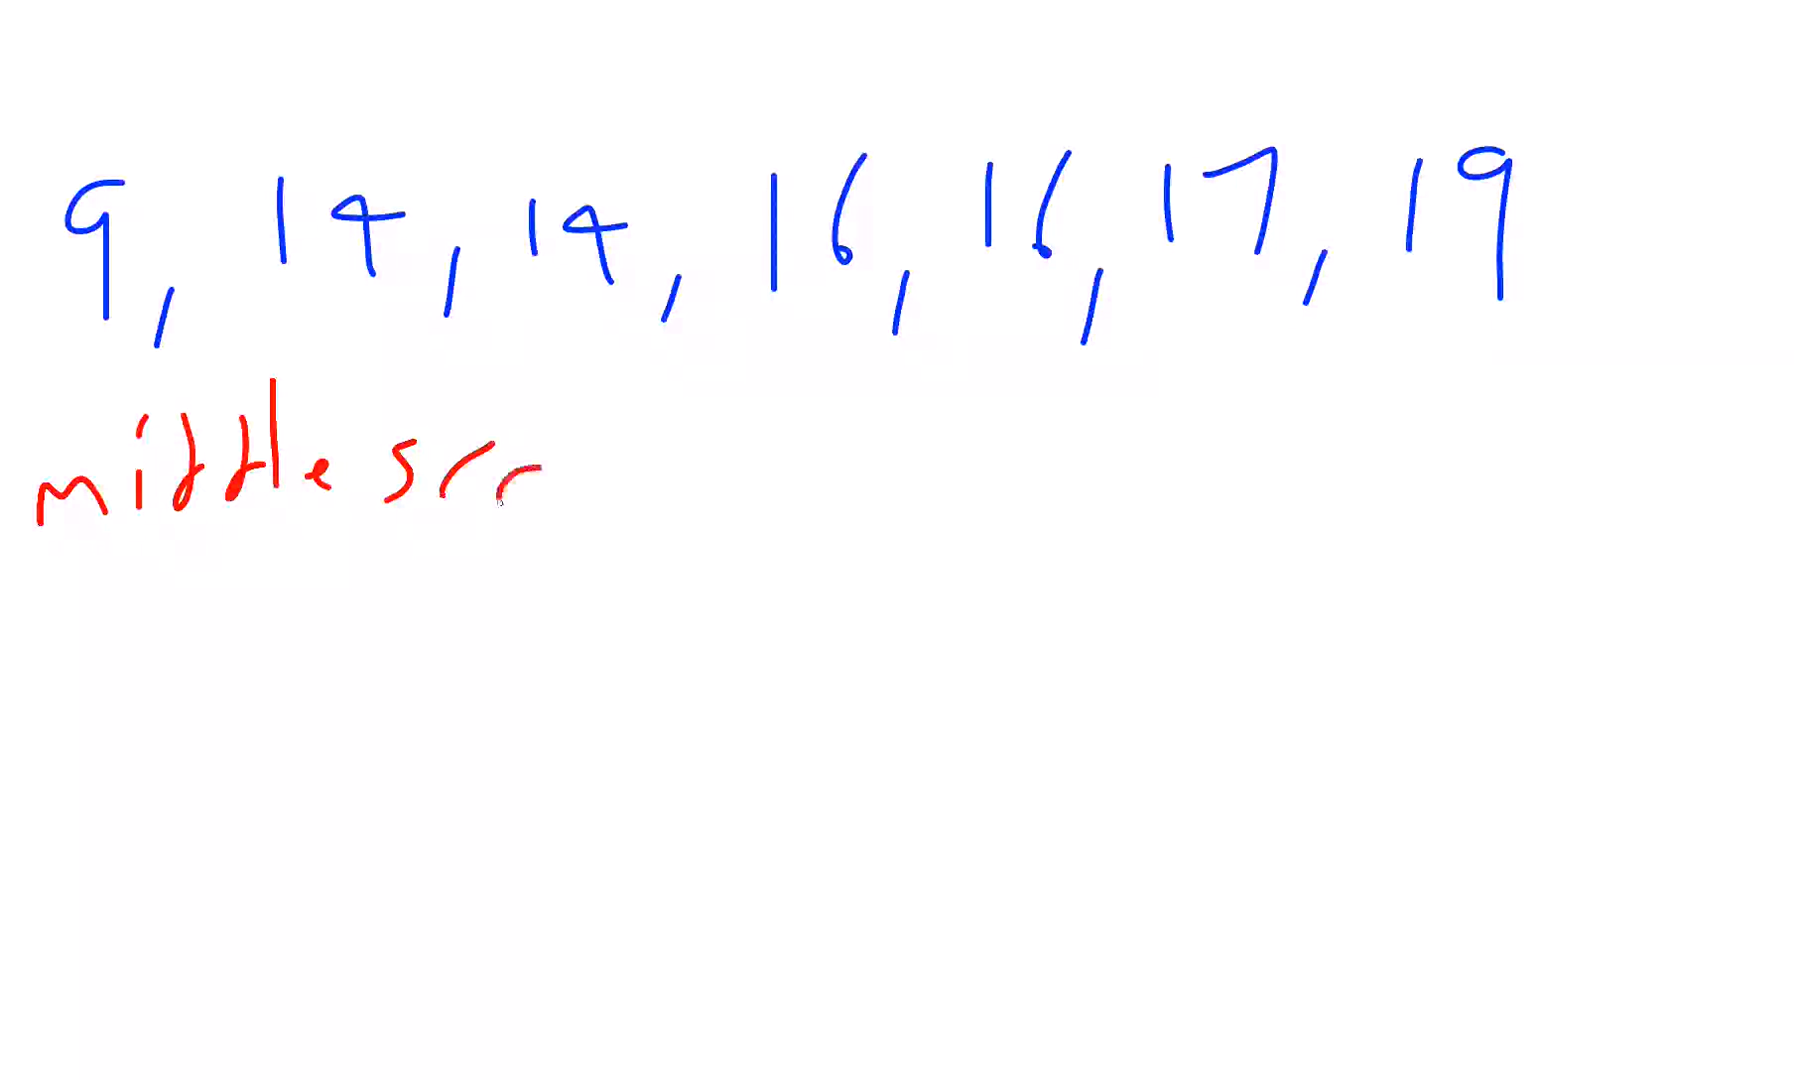 9, 14, 14, 16, 16, 17, 19
middle